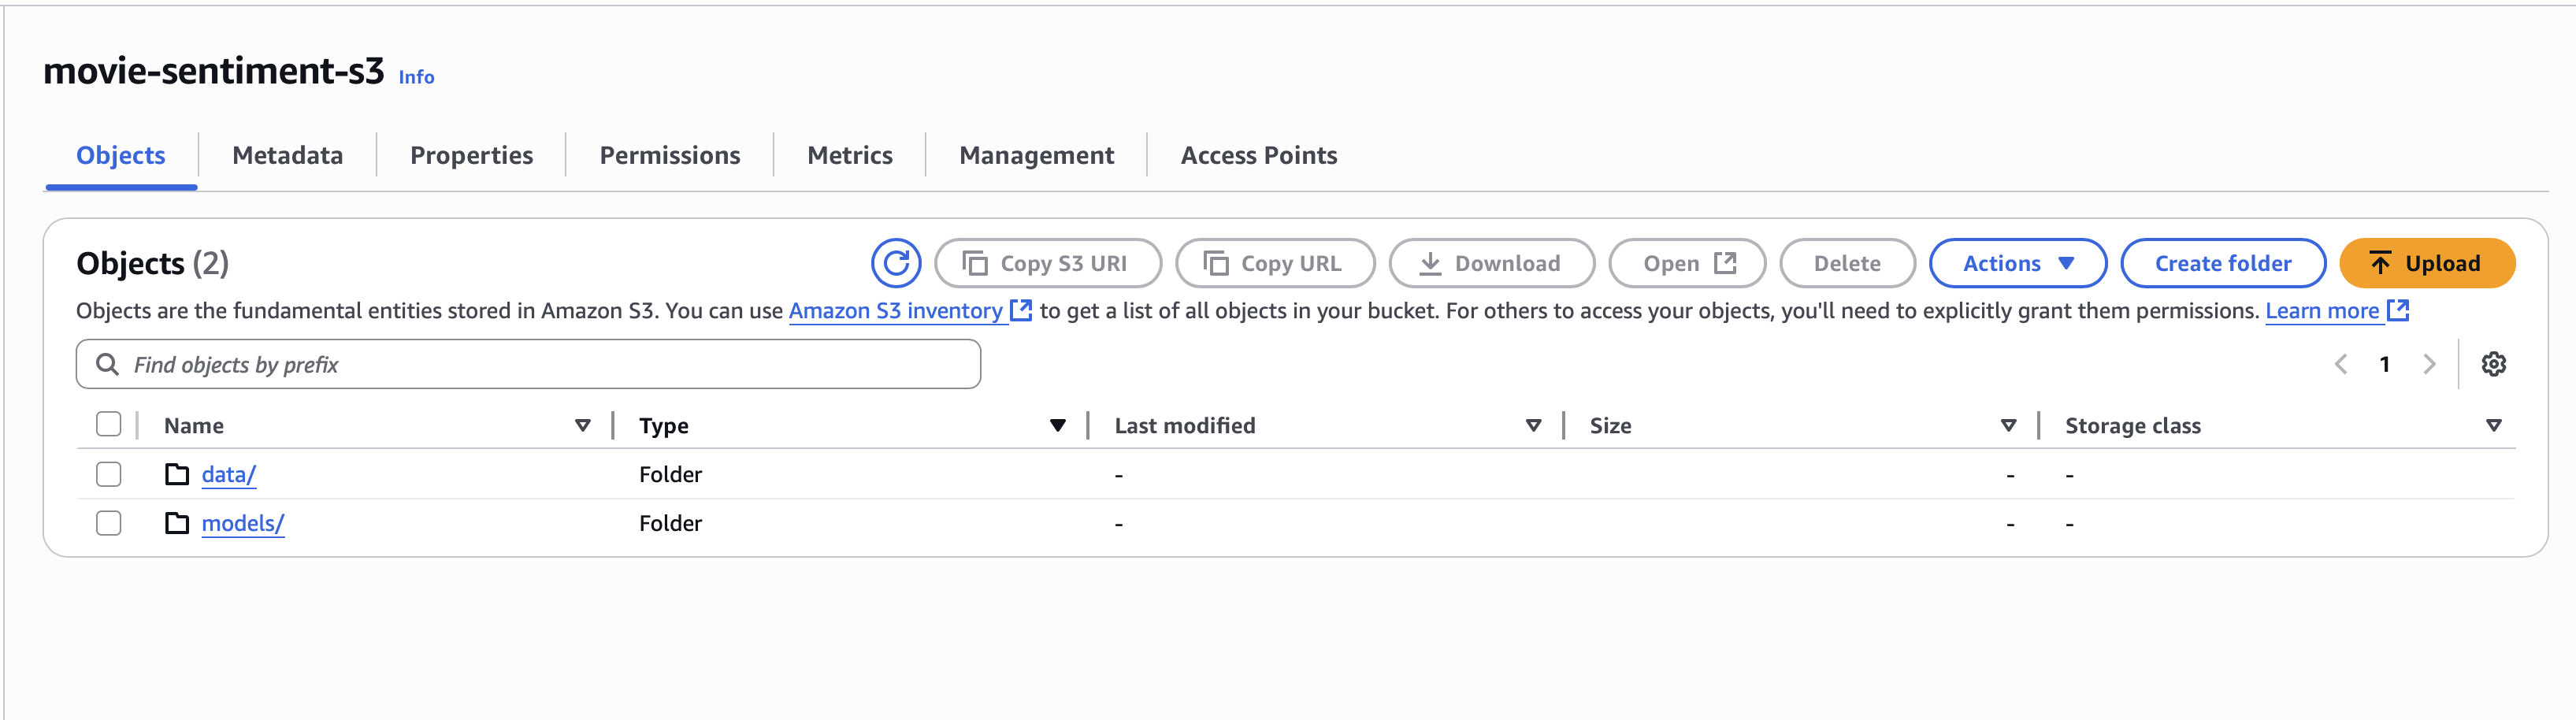 movie-sentiment-s3 Info
Objects Metadata Properties Permissions Metrics Management Access Points
Objects (2) Copy S3 URI Copy URL Download Open Delete Actions Create folder Upload
Objects are the fundamental entities stored in Amazon S3. You can use Amazon S3 inventory to get a list of all objects in your bucket. For others to access your objects, you'll need to explicitly grant them permissions. Learn more
Find objects by prefix 1
Name Type Last modified Size Storage class
data/ Folder - - -
models/ Folder - - -